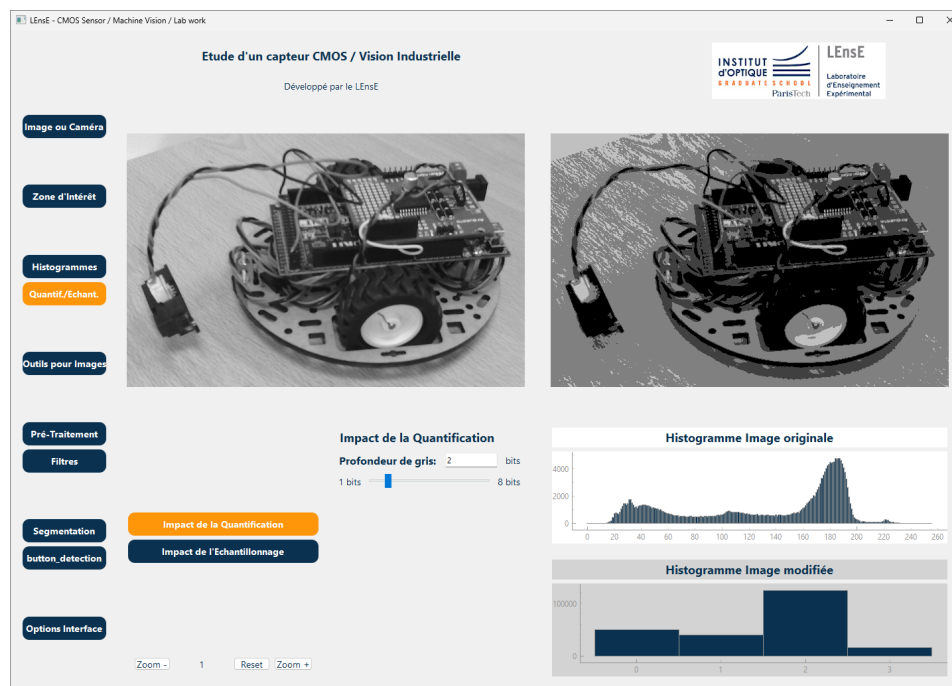 LEnsE - CMOS Sensor / Machine Vision / Lab work
Etude d'un capteur CMOS / Vision Industrielle
Développé par le LEnsE
INSTITUT
d'OPTIQUE
GRADUATE SCHOOL
ParisTech
LEnsE
Laboratoire
d'Enseignement
Expérimental
Image ou Caméra
Zone d'Intérêt
Histogrammes
Quantif./Echant.
Outils pour Images
Pré-Traitement
Filtres
Segmentation
button_detection
Options Interface
Impact de la Quantification
Profondeur de gris: 2 bits
1 bits 8 bits
Impact de la Quantification
Impact de l'Echantillonnage
Zoom - 1 Reset Zoom +
Histogramme Image originale
4000
2000
0
0 20 40 60 80 100 120 140 160 180 200 220 240 260
Histogramme Image modifiée
100000
0
0 1 2 3